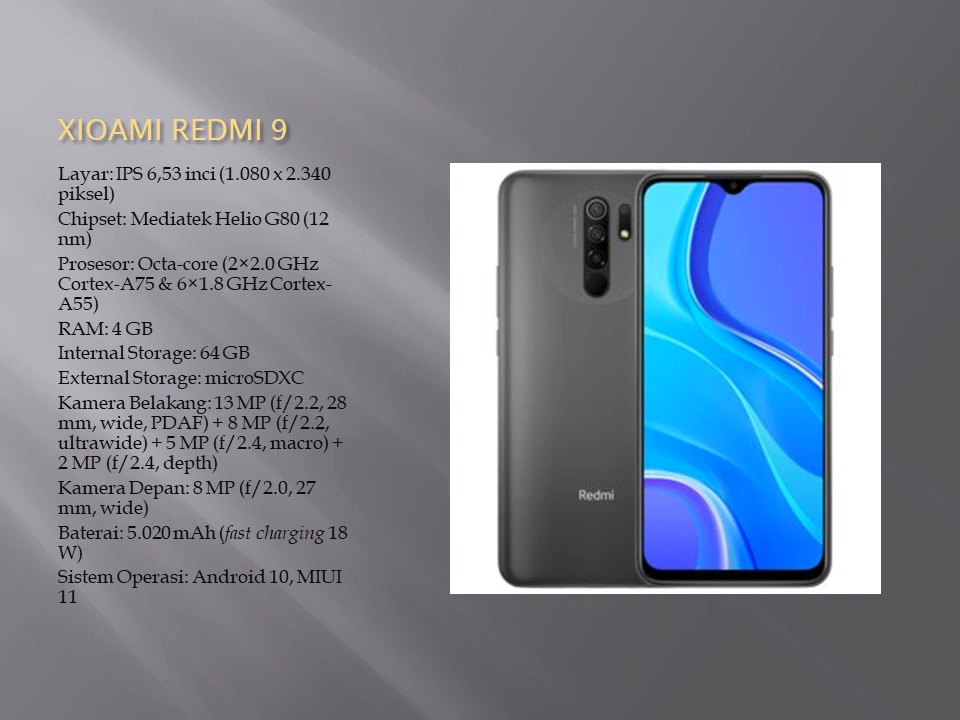 XIOAMI REDMI 9
Layar: IPS 6,53 inci (1.080 x 2.340
piksel)
Chipset: Mediatek Helio G80 (12
nm)
Prosesor: Octa-core (2×2.0 GHz
Cortex-A75 & 6×1.8 GHz Cortex-
A55)
RAM: 4 GB
Internal Storage: 64 GB
External Storage: microSDXC
Kamera Belakang: 13 MP (f/2.2, 28
mm, wide, PDAF) + 8 MP (f/2.2,
ultrawide) + 5 MP (f/2.4, macro) +
2 MP (f/2.4, depth)
Kamera Depan: 8 MP (f/2.0, 27
mm, wide)
Baterai: 5.020 mAh (fast charging 18
W)
Sistem Operasi: Android 10, MIUI
11
Redmi